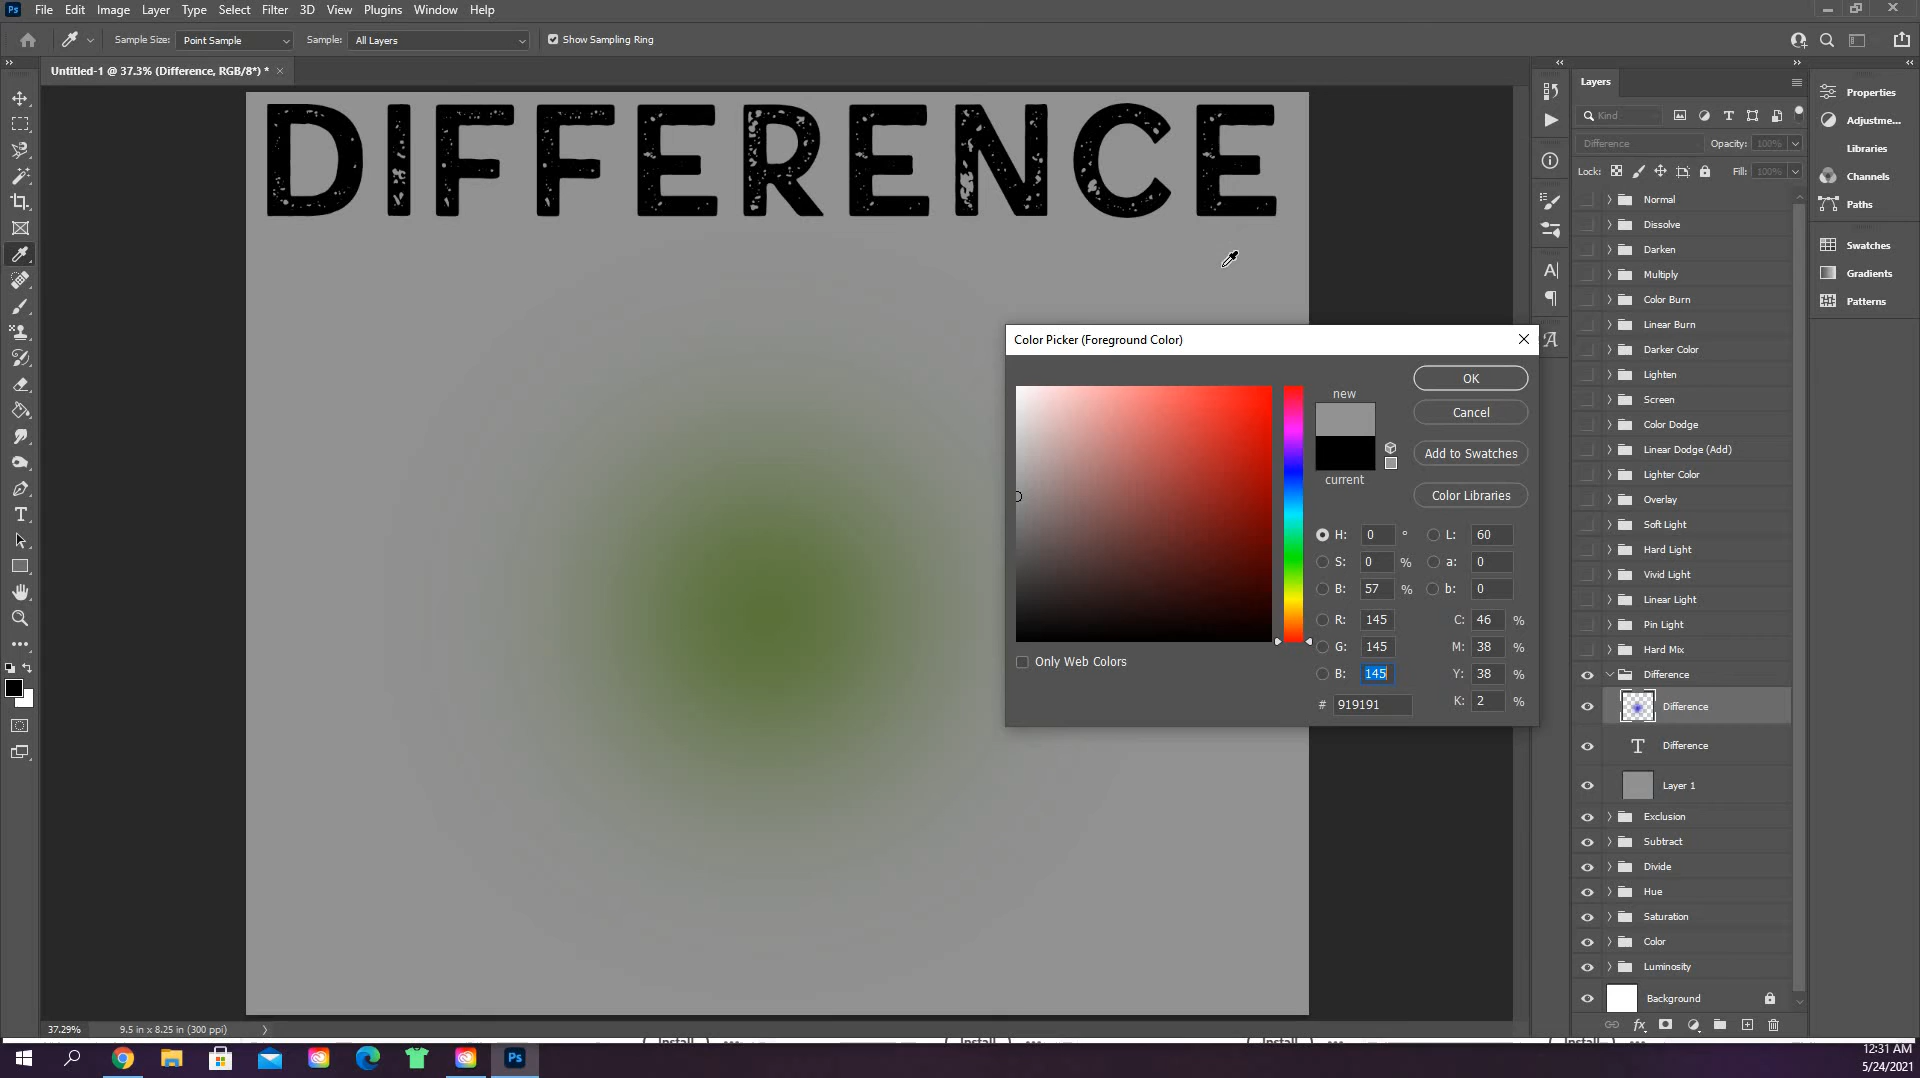 Ps File Edit Image Layer Type Select Filter 3D View Plugins Window Help
Sample Size: Point Sample Sample: All Layers Show Sampling Ring
Untitled-1 @ 37.3% (Difference, RGB/8*) * ×
DIFFERENCE
Color Picker (Foreground Color)
new
current
OK
Cancel
Add to Swatches
Color Libraries
H: 0 ° L: 60
S: 0 % a: 0
B: 57 % b: 0
R: 145 C: 46 %
G: 145 M: 38 %
B: 145 Y: 38 %
# 919191 K: 2 %
Only Web Colors
Layers
Kind
Difference Opacity: 100%
Lock: Fill: 100%
Normal
Dissolve
Darken
Multiply
Color Burn
Linear Burn
Darker Color
Lighten
Screen
Color Dodge
Linear Dodge (Add)
Lighter Color
Overlay
Soft Light
Hard Light
Vivid Light
Linear Light
Pin Light
Hard Mix
Difference
Difference
T Difference
Layer 1
Exclusion
Subtract
Divide
Hue
Saturation
Color
Luminosity
Background
Properties
Adjustme...
Libraries
Channels
Paths
Swatches
Gradients
Patterns
37.29% 9.5 in x 8.25 in (300 ppi)
Ps
12:31 AM
5/24/2021